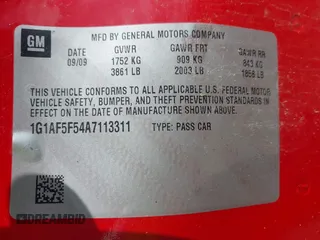 GM
MFD BY GENERAL MOTORS COMPANY
DATE GVWR GAWR FRT GAWR RR
09/09 1752 KG 909 KG 843 KG
3861 LB 2003 LB 1858 LB
THIS VEHICLE CONFORMS TO ALL APPLICABLE U.S. FEDERAL MOTOR
VEHICLE SAFETY, BUMPER, AND THEFT PREVENTION STANDARDS IN
EFFECT ON THE DATE OF MANUFACTURE SHOWN ABOVE.
1G1AF5F54A7113311 TYPE: PASS CAR
DREAMBID